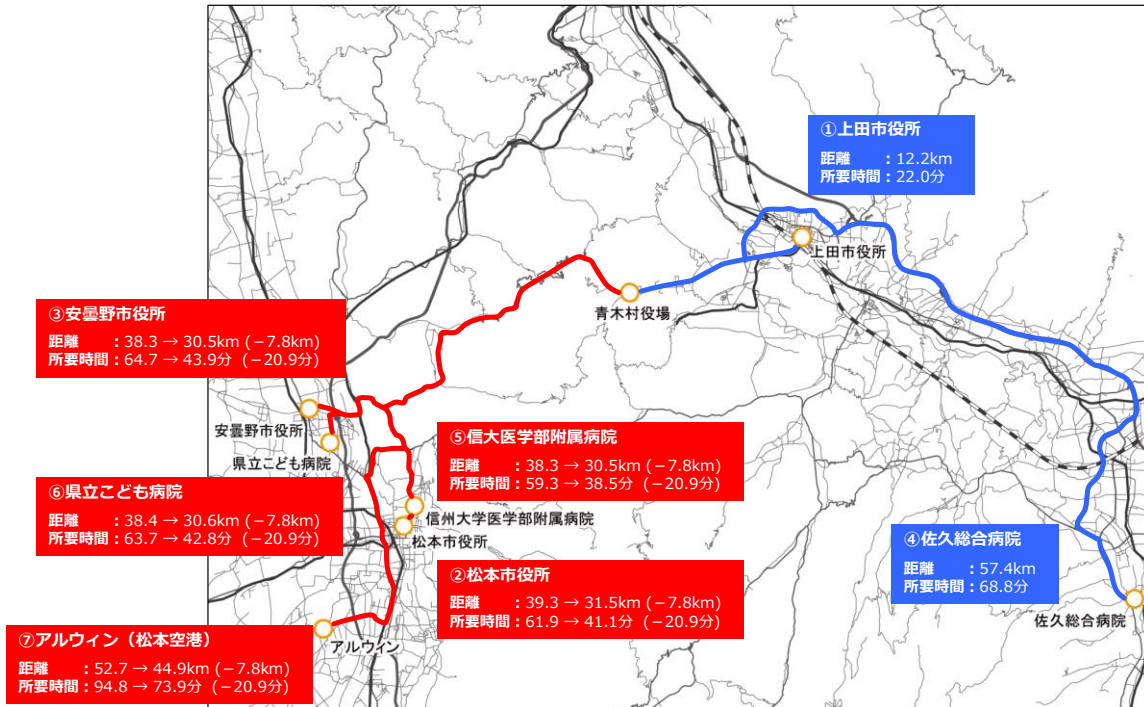 ①上田市役所
距離　　：12.2km
所要時間：22.0分
上田市役所
青木村役場
③安曇野市役所
距離　　：38.3 → 30.5km (−7.8km)
所要時間：64.7 → 43.9分 (−20.9分)
安曇野市役所
県立こども病院
⑤信大医学部附属病院
距離　　：38.3 → 30.5km (−7.8km)
所要時間：59.3 → 38.5分 (−20.9分)
⑥県立こども病院
距離　　：38.4 → 30.6km (−7.8km)
所要時間：63.7 → 42.8分 (−20.9分)
信州大学医学部附属病院
松本市役所
④佐久総合病院
距離　　：57.4km
所要時間：68.8分
②松本市役所
距離　　：39.3 → 31.5km (−7.8km)
所要時間：61.9 → 41.1分 (−20.9分)
佐久総合病院
⑦アルウィン（松本空港）
距離　　：52.7 → 44.9km (−7.8km)
所要時間：94.8 → 73.9分 (−20.9分)
アルウィン